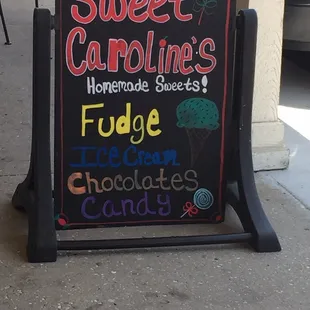 Sweet
Caroline's
Homemade Sweets!
Fudge
Ice Cream
Chocolates
Candy